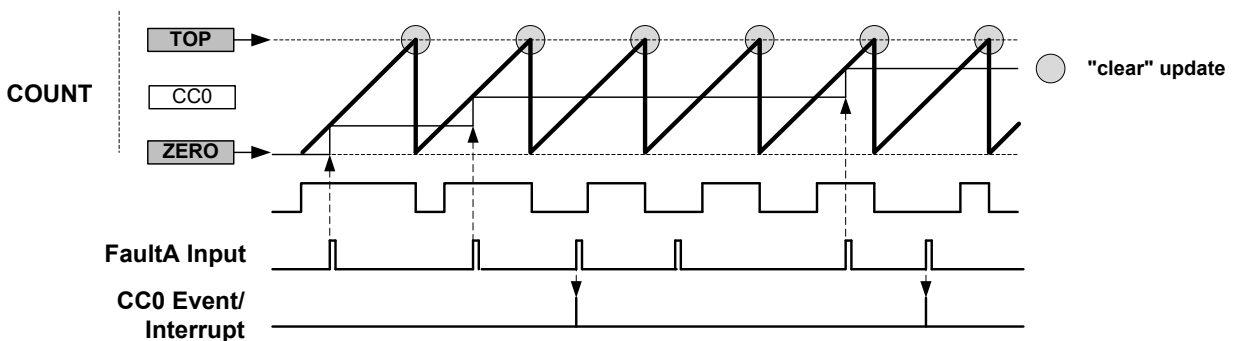 TOP
COUNT
CC0
ZERO
"clear" update
FaultA Input
CC0 Event/
Interrupt